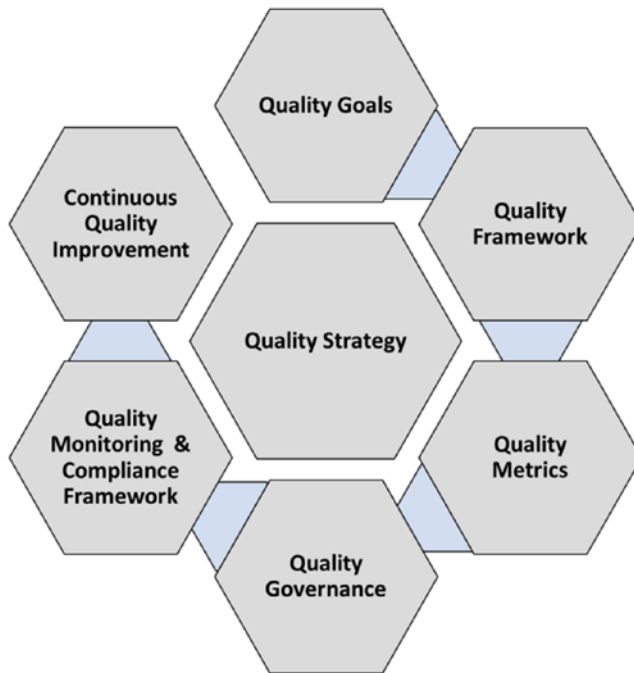 Quality Goals
Quality
Framework
Quality
Metrics
Quality
Governance
Quality
Monitoring & 
Compliance
Framework
Continuous
Quality
Improvement
Quality Strategy